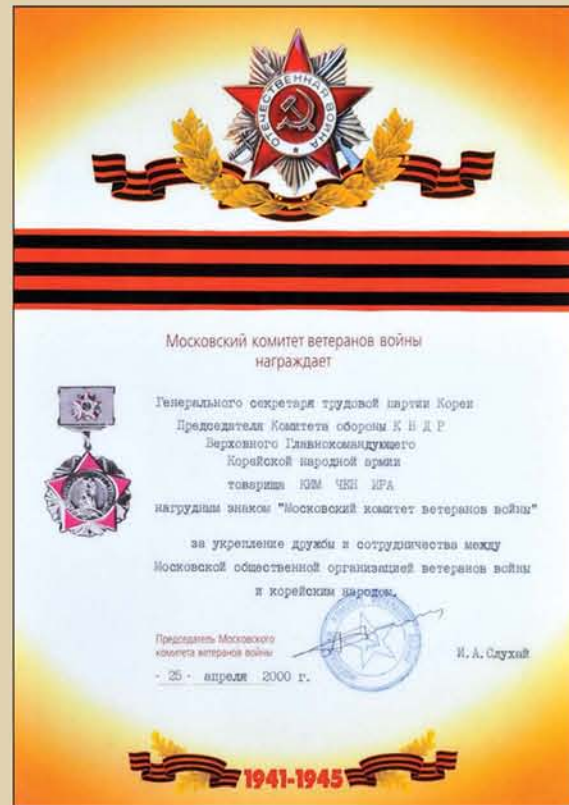 ОТЕЧЕСТВЕННАЯ ВОЙНА
Московский комитет ветеранов войны
награждает
Генерального секретаря трудовой партии Кореи
Председателя Комитета обороны К Н Д Р
Верховного Главнокомандующего
Корейской народной армии
товарища КИМ ЧЕН ИРА
нагрудным знаком "Московский комитет ветеранов войны"
за укрепление дружбы и сотрудничества между
Московской общественной организацией ветеранов войны
и корейским народом.
Председатель Московского
комитета ветеранов войны
И.А.Слухай
- 25 - апреля 2000 г.
1941-1945